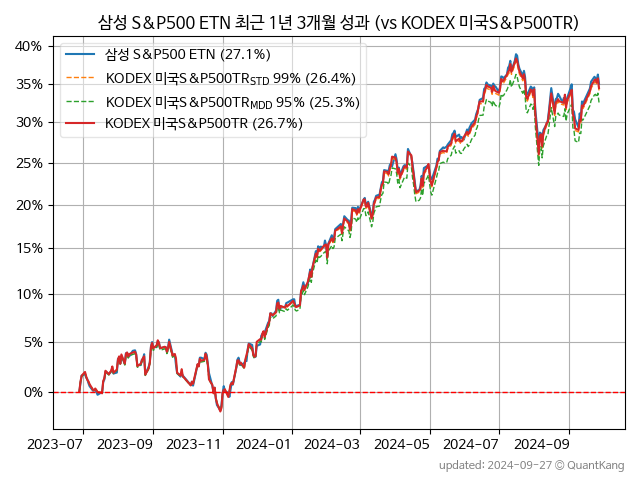 삼성 S&P500 ETN 최근 1년 3개월 성과 (vs KODEX 미국S&P500TR)
삼성 S&P500 ETN (27.1%)
KODEX 미국S&P500TR_STD 99% (26.4%)
KODEX 미국S&P500TR_MDD 95% (25.3%)
KODEX 미국S&P500TR (26.7%)
40%
35%
30%
25%
20%
15%
10%
5%
0%
2023-07 2023-09 2023-11 2024-01 2024-03 2024-05 2024-07 2024-09
updated: 2024-09-27 © QuantKang